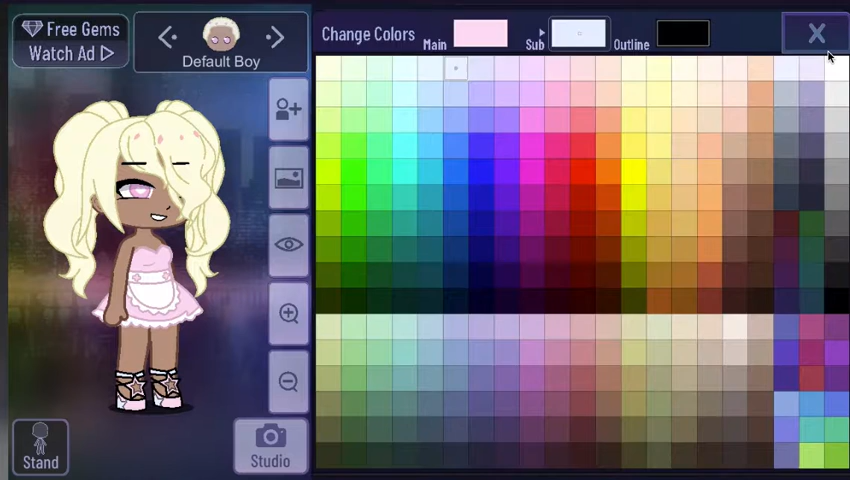 Free Gems
Watch Ad
Default Boy
Change Colors
Main
Sub
Outline
Stand
Studio